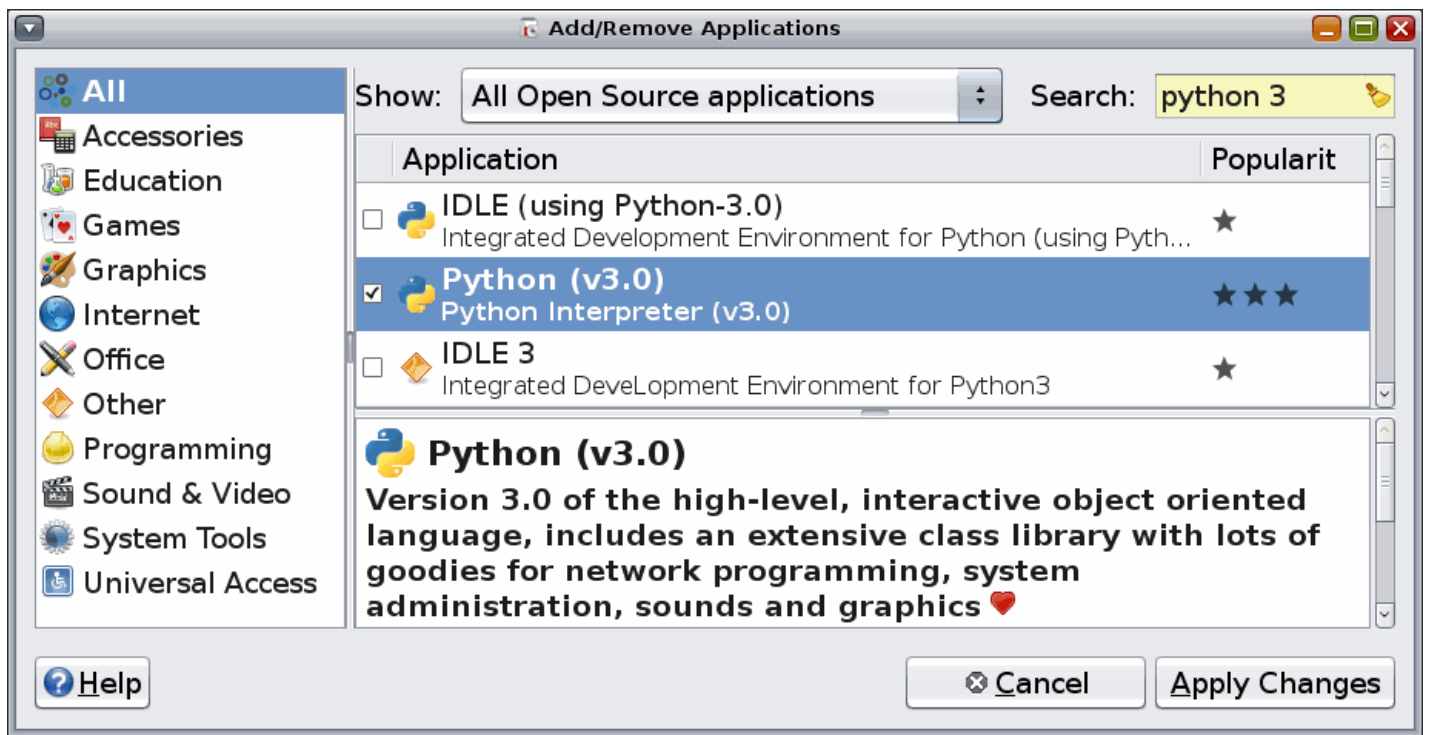 Add/Remove Applications
All
Accessories
Education
Games
Graphics
Internet
Office
Other
Programming
Sound & Video
System Tools
Universal Access
Show: All Open Source applications Search: python 3
Application Popularit
IDLE (using Python-3.0)
Integrated Development Environment for Python (using Pyth...
Python (v3.0)
Python Interpreter (v3.0)
IDLE 3
Integrated DeveLopment Environment for Python3
Python (v3.0)
Version 3.0 of the high-level, interactive object oriented
language, includes an extensive class library with lots of
goodies for network programming, system
administration, sounds and graphics
Help Cancel Apply Changes